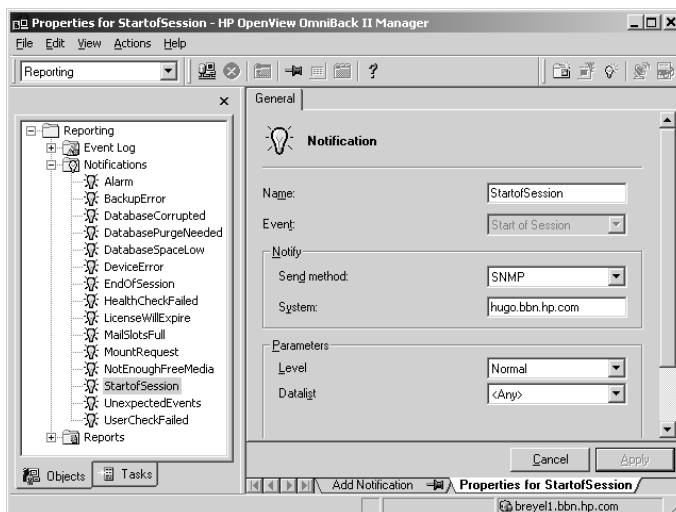 Properties for StartofSession - HP OpenView OmniBack II Manager
File Edit View Actions Help
Reporting
General
Reporting
Event Log
Notifications
Alarm
BackupError
DatabaseCorrupted
DatabasePurgeNeeded
DatabaseSpaceLow
DeviceError
EndOfSession
HealthCheckFailed
LicenseWillExpire
MailSlotsFull
MountRequest
NotEnoughFreeMedia
StartofSession
UnexpectedEvents
UserCheckFailed
Reports
Objects Tasks
Notification
Name: StartofSession
Event: Start of Session
Notify
Send method: SNMP
System: hugo.bbn.hp.com
Parameters
Level Normal
Datalist <Any>
Cancel Apply
Add Notification Properties for StartofSession
breyel1.bbn.hp.com